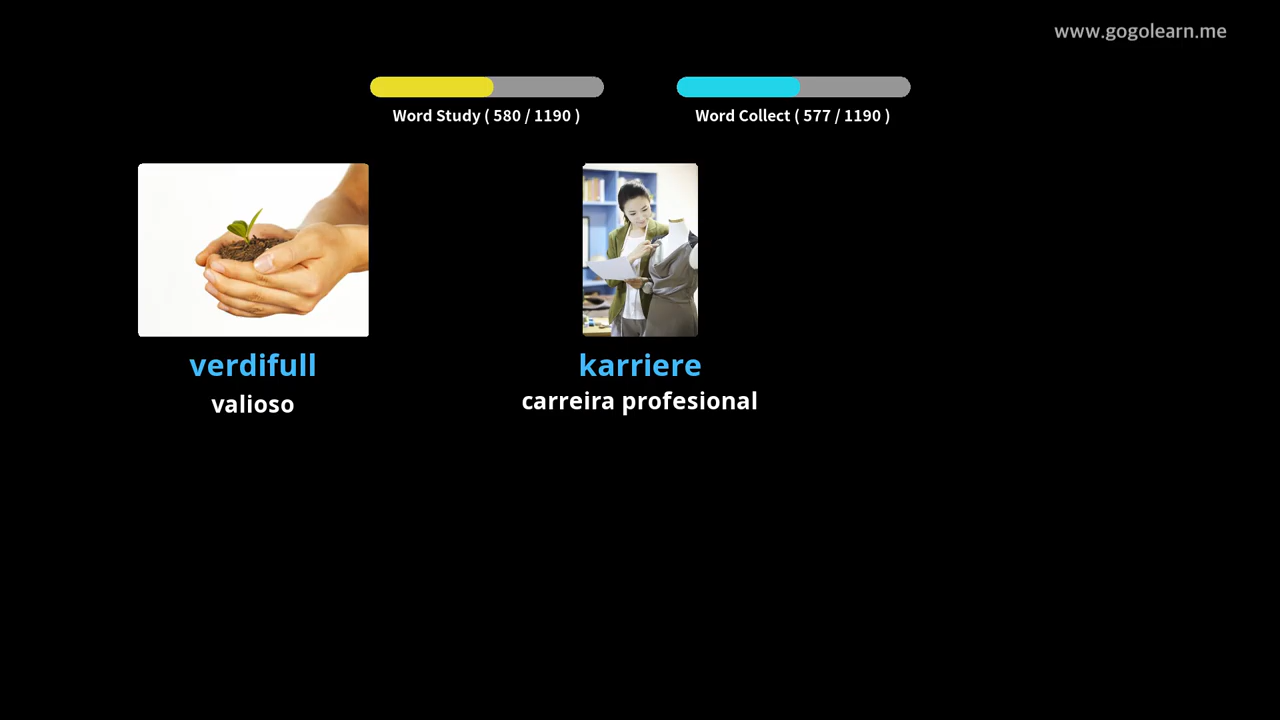 www.gogolearn.me
Word Study ( 580 / 1190 )
Word Collect ( 577 / 1190 )
verdifull
valioso
karriere
carreira profesional